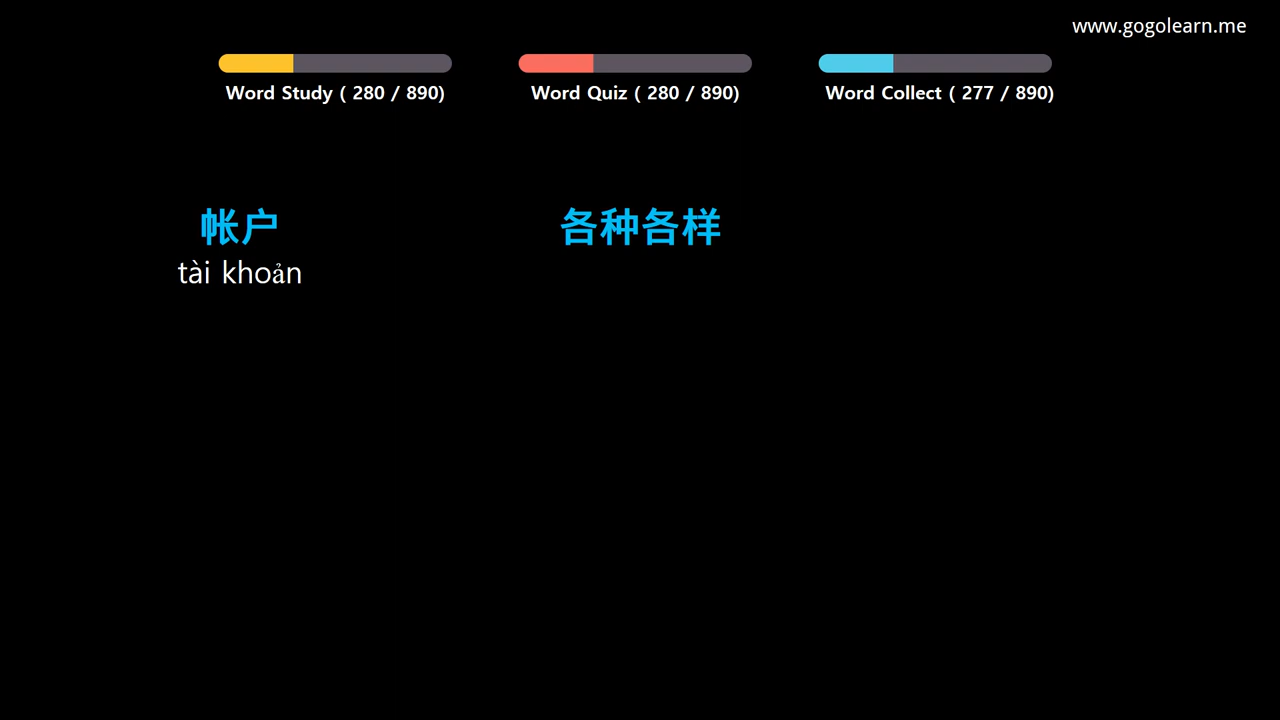 www.gogolearn.me
Word Study ( 280 / 890)
Word Quiz ( 280 / 890)
Word Collect ( 277 / 890)
帐户
各种各样
tài khoản